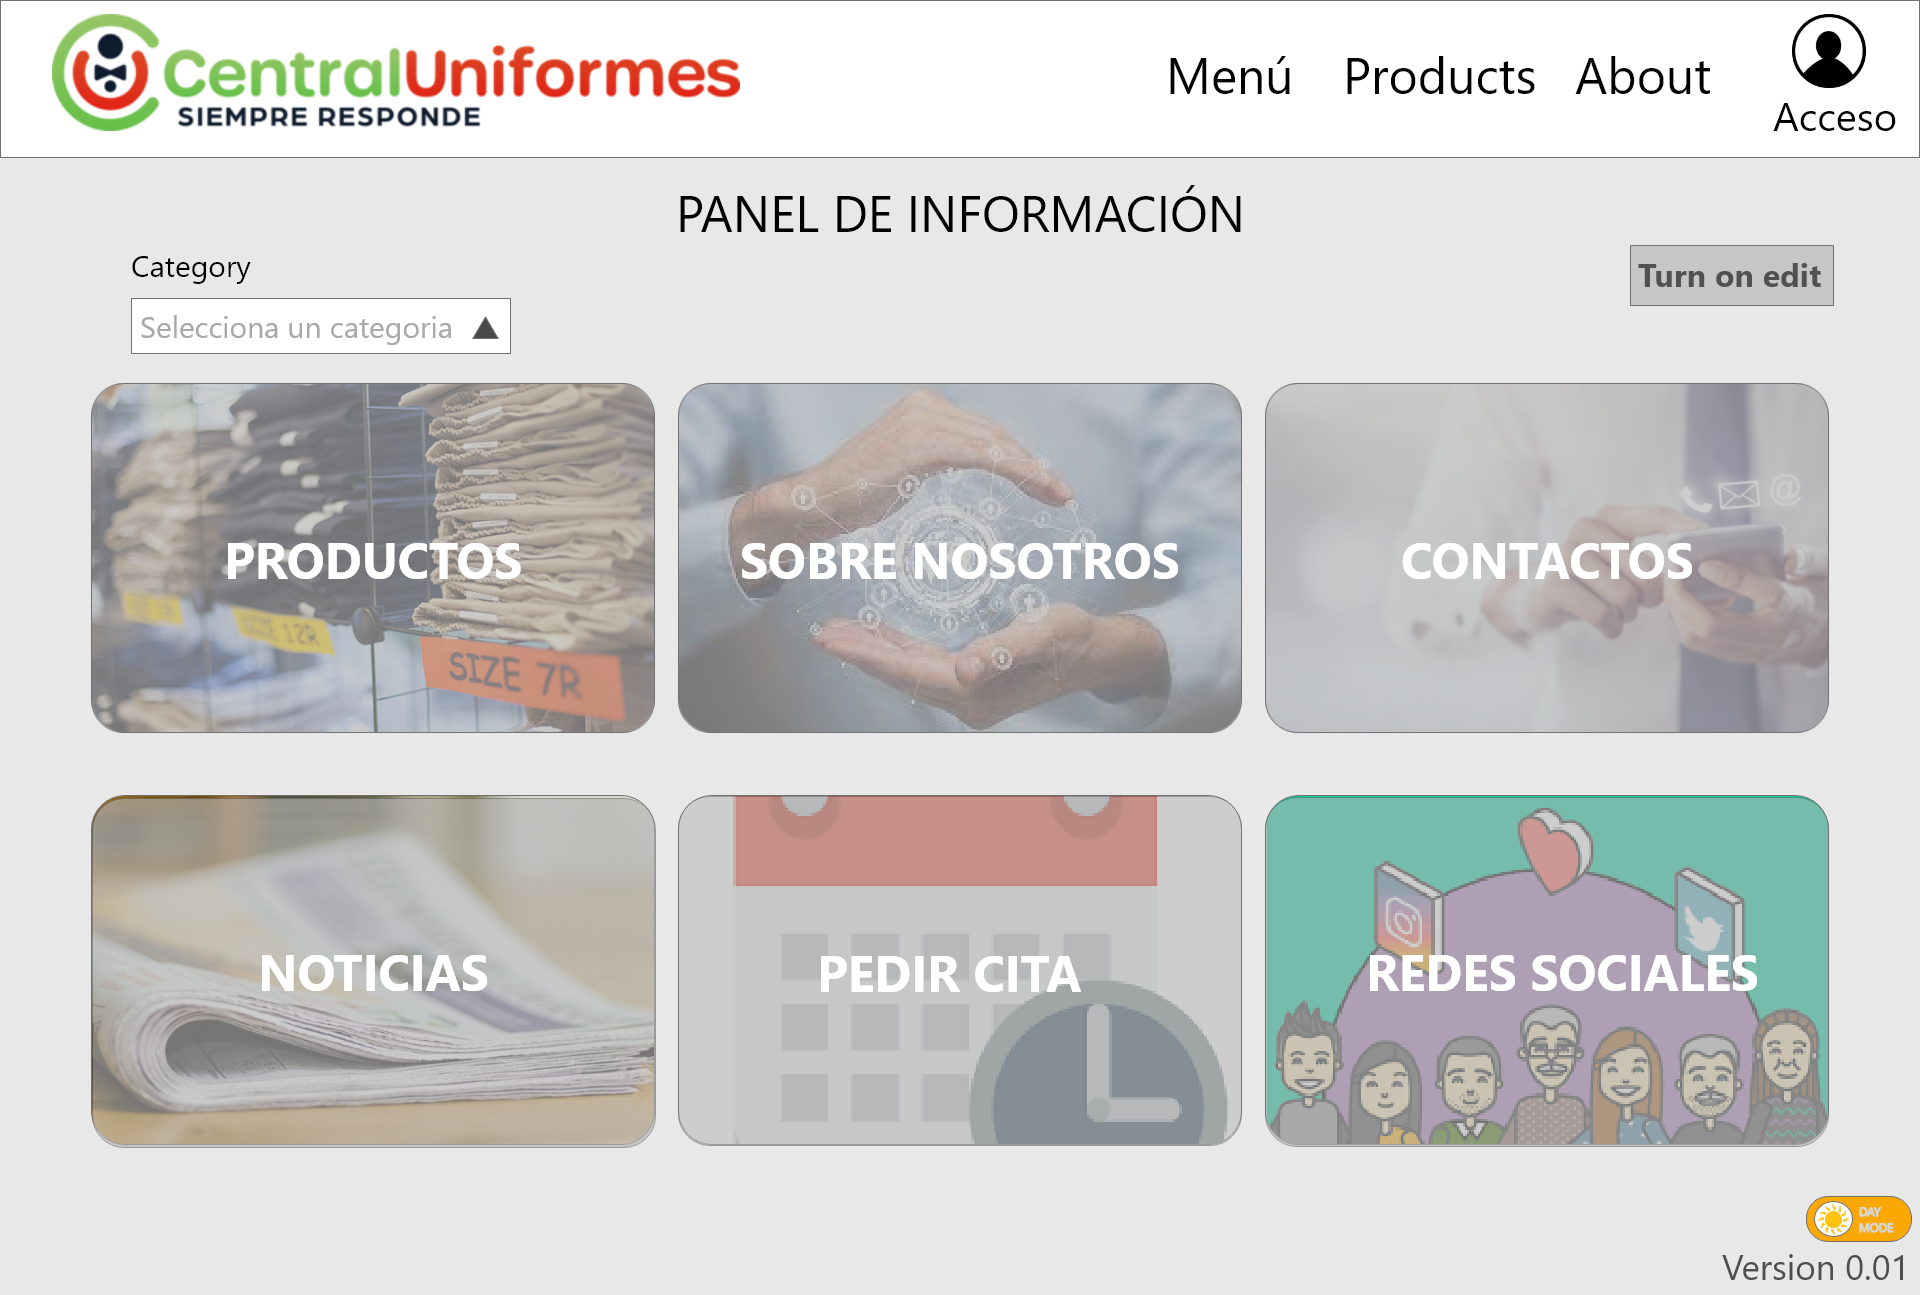 CentralUniformes
SIEMPRE RESPONDE
Menú
Products
About
Acceso
PANEL DE INFORMACIÓN
Category
Turn on edit
Selecciona un categoria
PRODUCTOS
SOBRE NOSOTROS
CONTACTOS
@
12R
SIZE 7R
NOTICIAS
PEDIR CITA
REDES SOCIALES
DAY
MODE
Version 0.01